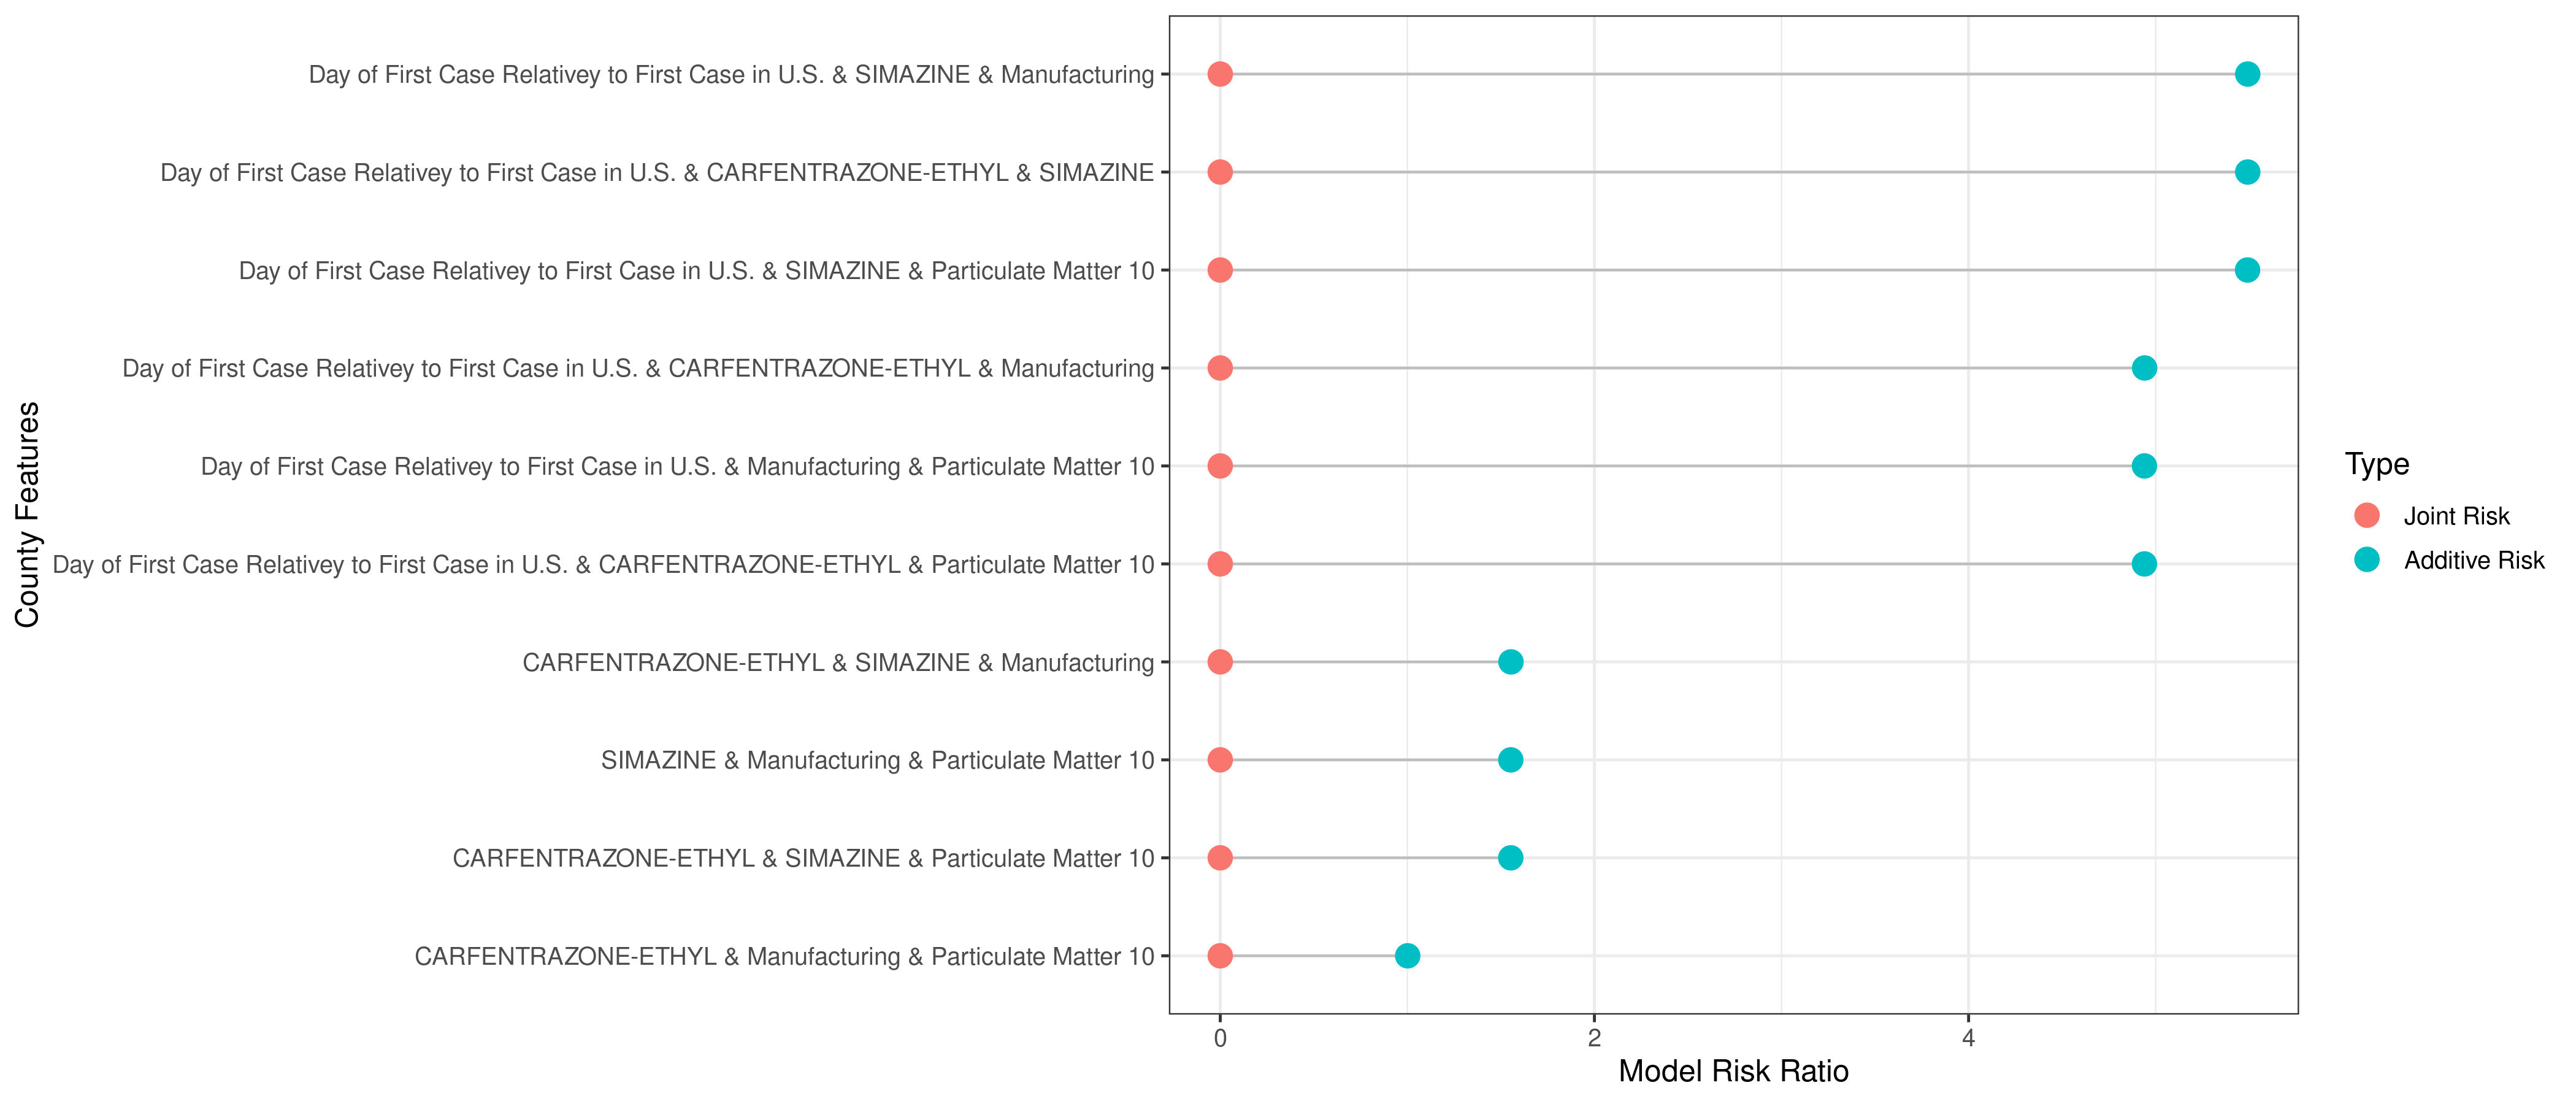 Day of First Case Relativey to First Case in U.S. & SIMAZINE & Manufacturing
Day of First Case Relativey to First Case in U.S. & CARFENTRAZONE-ETHYL & SIMAZINE
Day of First Case Relativey to First Case in U.S. & SIMAZINE & Particulate Matter 10
Day of First Case Relativey to First Case in U.S. & CARFENTRAZONE-ETHYL & Manufacturing
Day of First Case Relativey to First Case in U.S. & Manufacturing & Particulate Matter 10
Day of First Case Relativey to First Case in U.S. & CARFENTRAZONE-ETHYL & Particulate Matter 10
CARFENTRAZONE-ETHYL & SIMAZINE & Manufacturing
SIMAZINE & Manufacturing & Particulate Matter 10
CARFENTRAZONE-ETHYL & SIMAZINE & Particulate Matter 10
CARFENTRAZONE-ETHYL & Manufacturing & Particulate Matter 10
County Features
0 2 4
Model Risk Ratio
Type
Joint Risk
Additive Risk